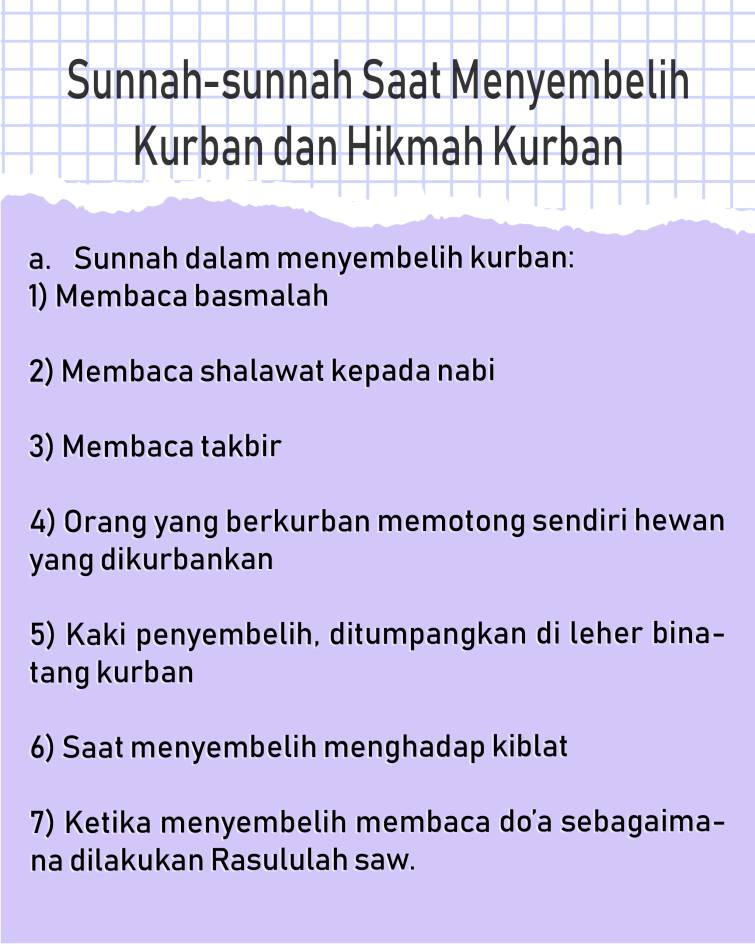 Sunnah-sunnah Saat Menyembelih
Kurban dan Hikmah Kurban
a. Sunnah dalam menyembelih kurban:
1) Membaca basmalah
2) Membaca shalawat kepada nabi
3) Membaca takbir
4) Orang yang berkurban memotong sendiri hewan
yang dikurbankan
5) Kaki penyembelih, ditumpangkan di leher bina-
tang kurban
6) Saat menyembelih menghadap kiblat
7) Ketika menyembelih membaca do'a sebagaima-
na dilakukan Rasululah saw.